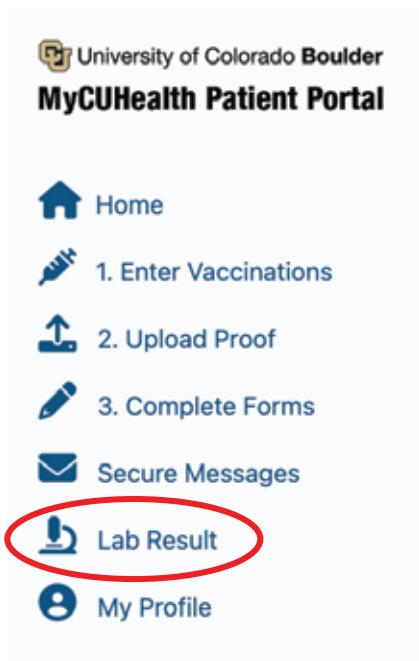 University of Colorado Boulder
MyCUHealth Patient Portal
Home
1. Enter Vaccinations
2. Upload Proof
3. Complete Forms
Secure Messages
Lab Result
My Profile